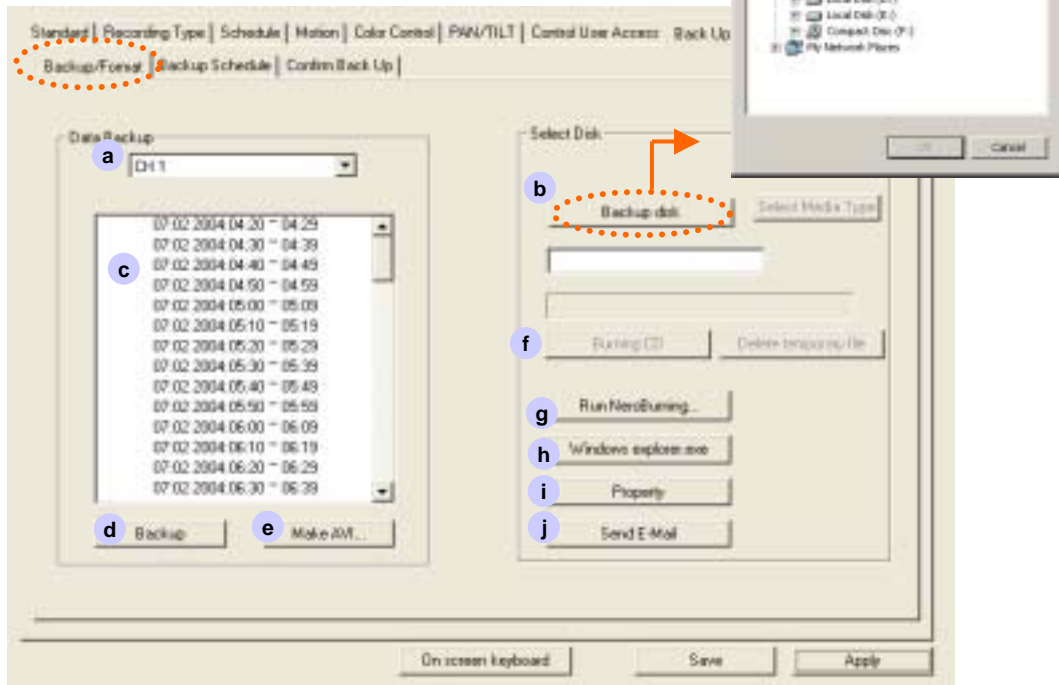 Local Disk (D:)
Local Disk (E:)
Compact Disc (F:)
My Network Places
Cancel
Standard | Recording Type | Schedule | Motion | Color Control | PAN/TILT | Control User Access Back Up
Backup/Format | Backup Schedule | Confirm Back Up |
Data Backup
Select Disk
a
CH 1
b
Backup disk
Select Media Type
c
07 02 2004 04:20 ~ 04:29
07 02 2004 04:30 ~ 04:39
07 02 2004 04:40 ~ 04:49
07 02 2004 04:50 ~ 04:59
07 02 2004 05:00 ~ 05:09
07 02 2004 05:10 ~ 05:19
07 02 2004 05:20 ~ 05:29
07 02 2004 05:30 ~ 05:39
07 02 2004 05:40 ~ 05:49
07 02 2004 05:50 ~ 05:59
07 02 2004 06:00 ~ 06:09
07 02 2004 06:10 ~ 06:19
07 02 2004 06:20 ~ 06:29
07 02 2004 06:30 ~ 06:39
f
Burning CD
Delete temporary file
g
Run NeroBurning...
h
Windows explorer.exe
i
Property
j
Send E-Mail
d
Backup
e
Make AVI...
On screen keyboard
Save
Apply